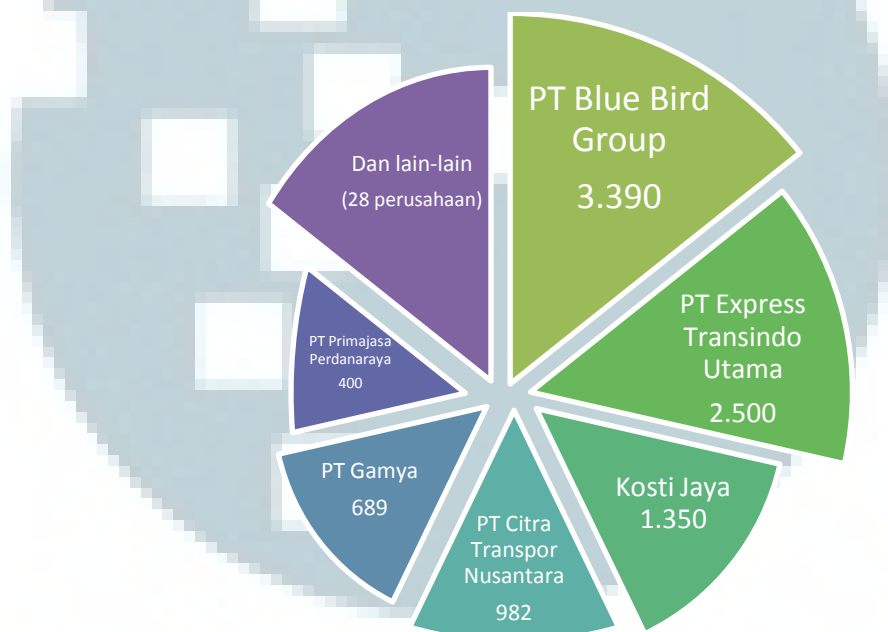 PT Blue Bird
Group
3.390
PT Express
Transindo
Utama
2.500
Kosti Jaya
1.350
PT Citra
Transpor
Nusantara
982
PT Gamya
689
PT Primajasa
Perdanaraya
400
Dan lain-lain
(28 perusahaan)